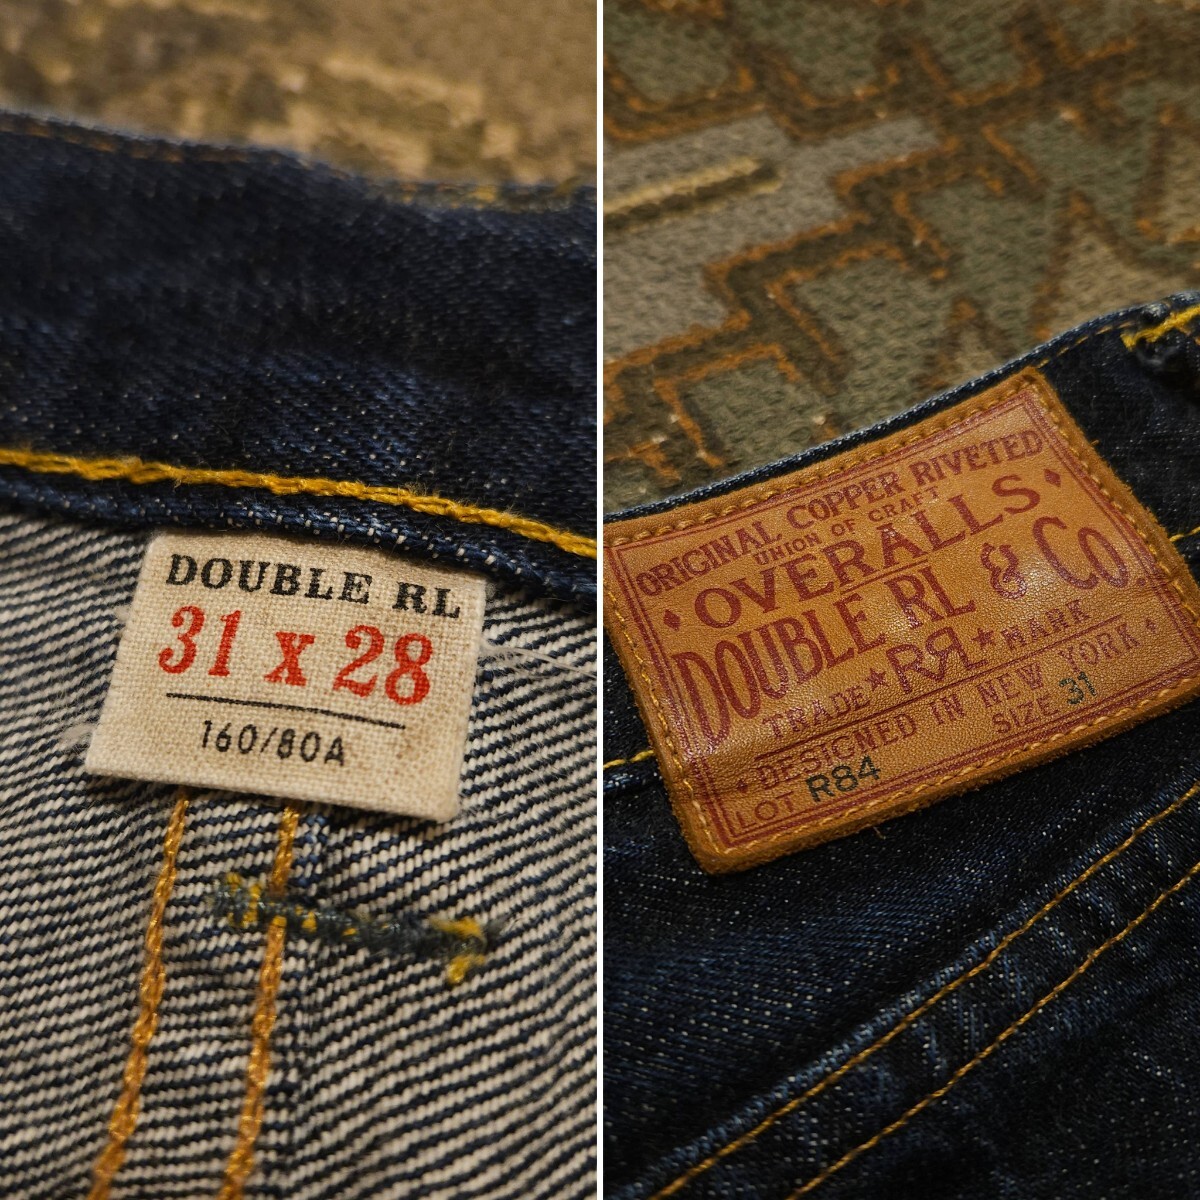 DOUBLE RL
31 x 28
160/80A
ORIGINAL COPPER RIVETED
UNION OF CRAFT
OVERALLS
DOUBLE RL & Co.
TRADE RRL MARK
DESIGNED IN NEW YORK
LOT R84 SIZE 31